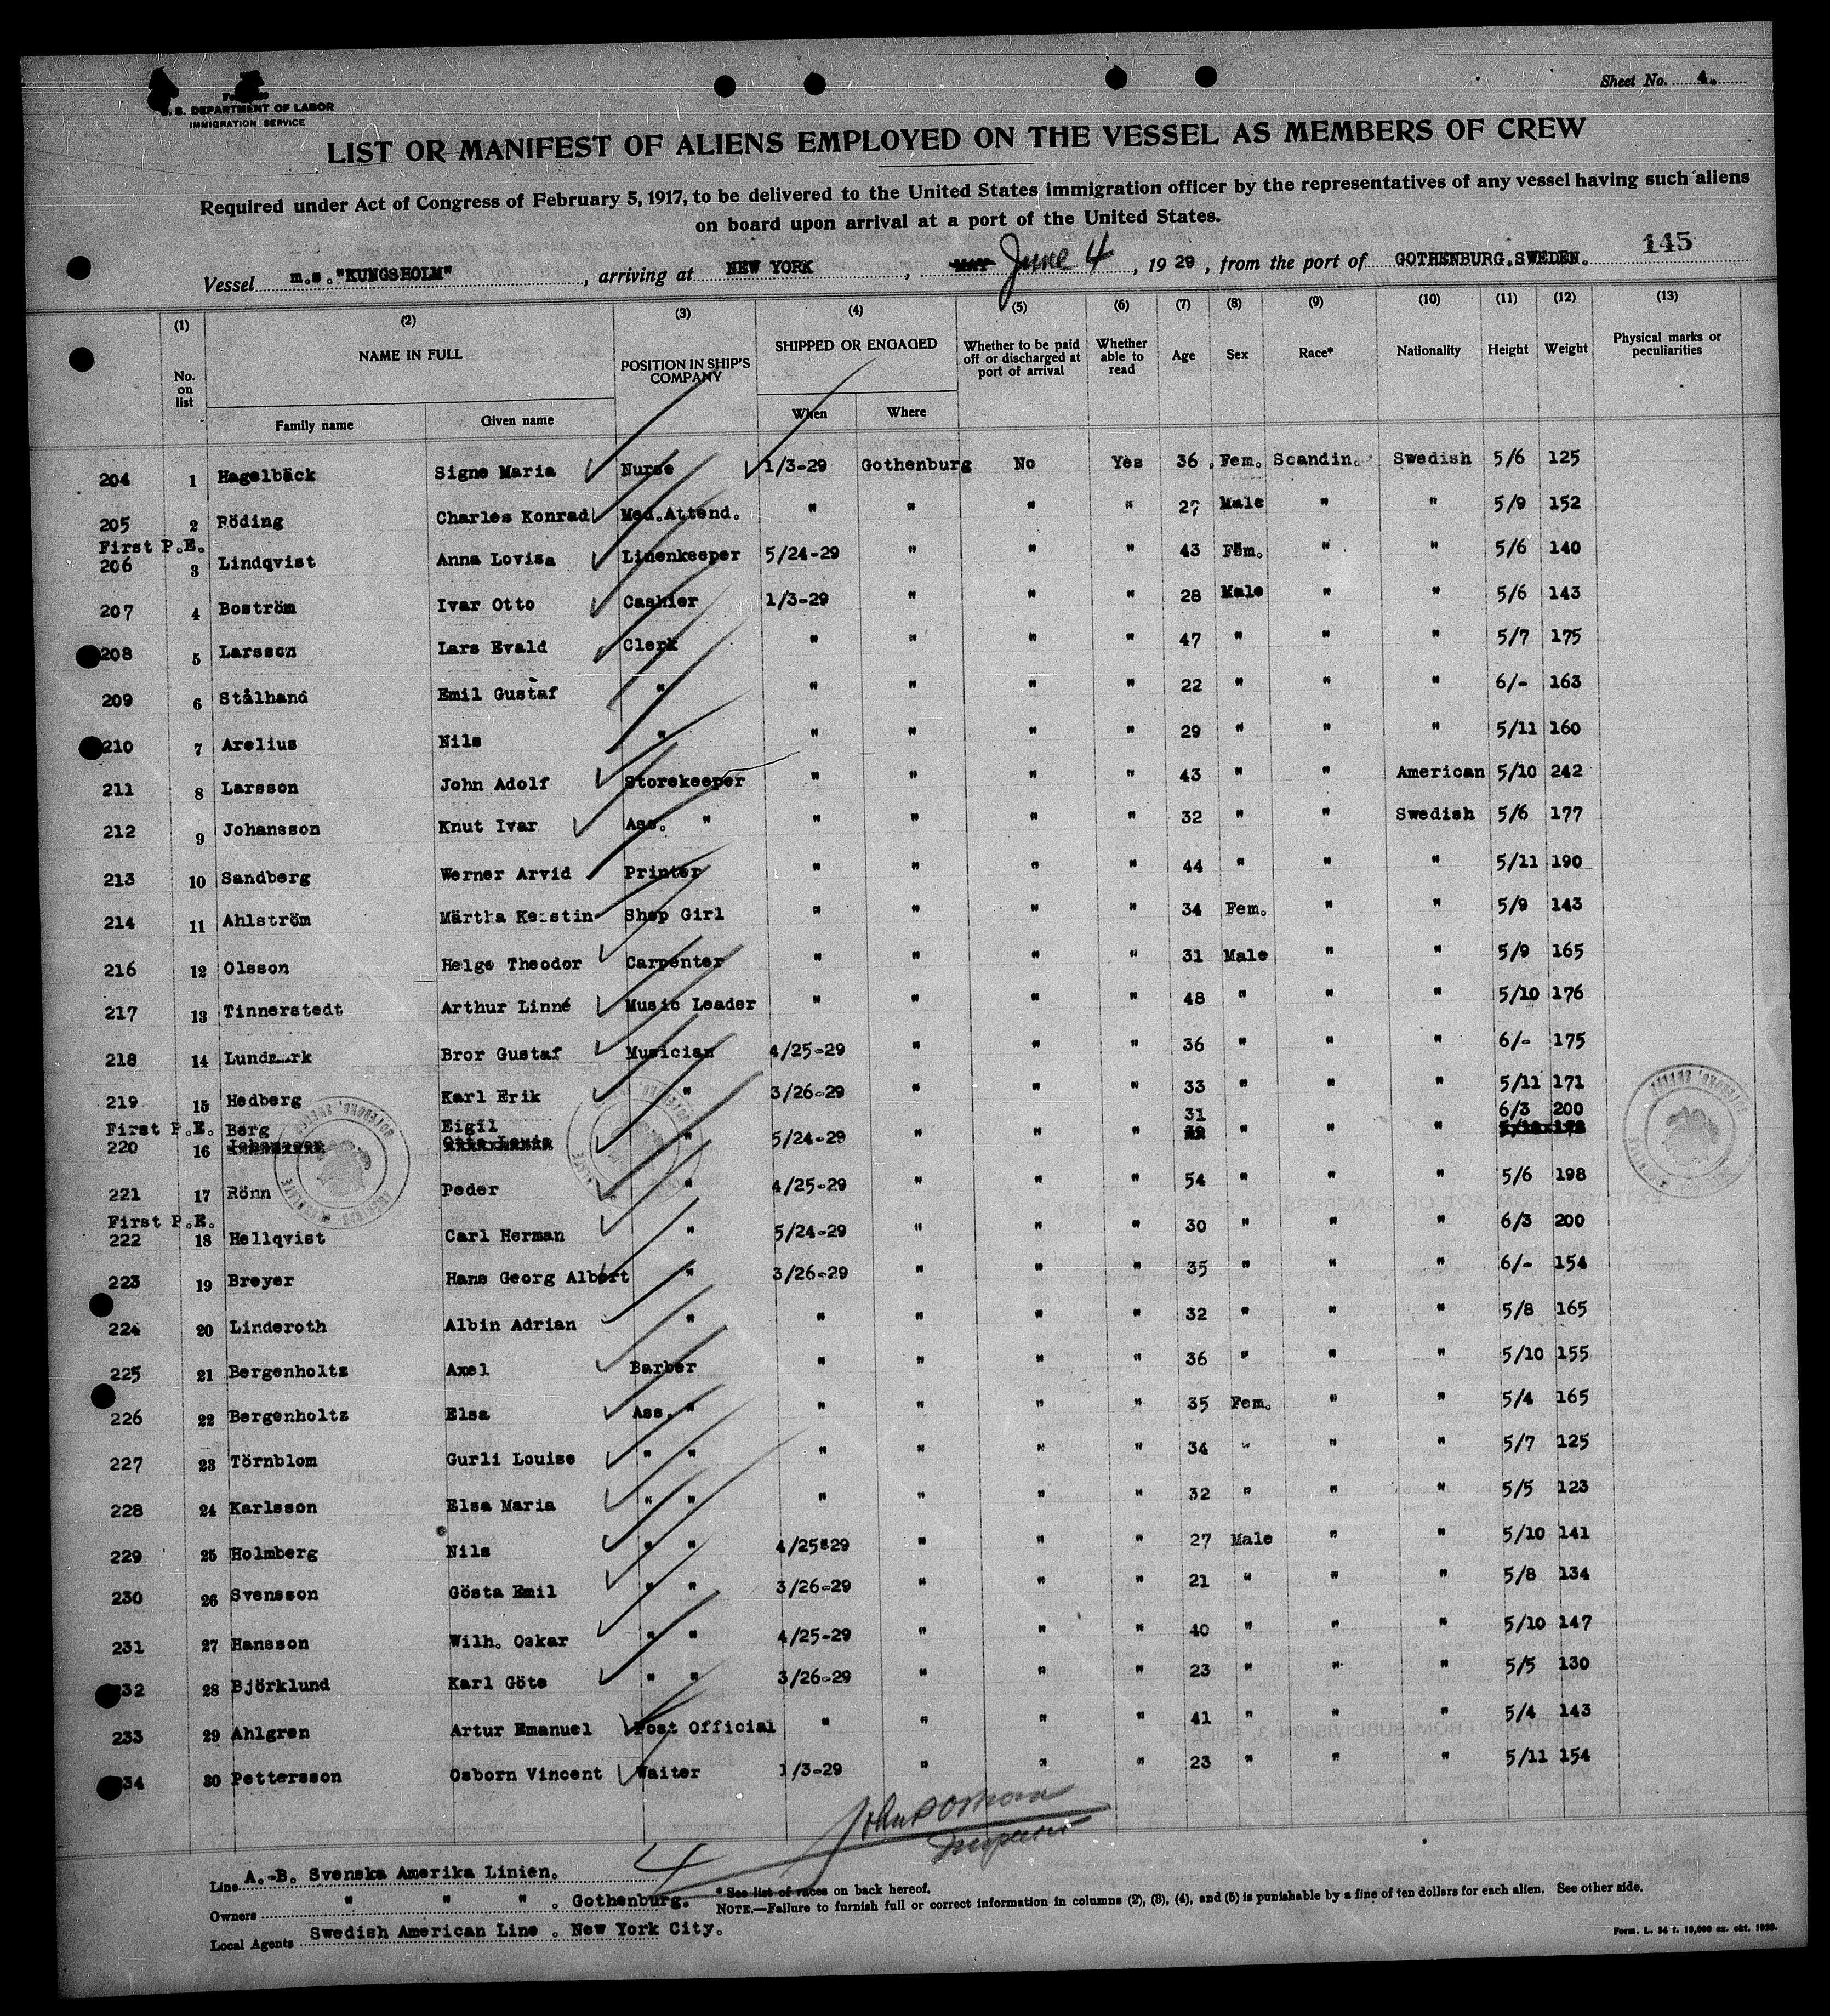 Sheet No. 4.
U. S. DEPARTMENT OF LABOR
IMMIGRATION SERVICE
LIST OR MANIFEST OF ALIENS EMPLOYED ON THE VESSEL AS MEMBERS OF CREW
Required under Act of Congress of February 5, 1917, to be delivered to the United States immigration officer by the representatives of any vessel having such aliens
on board upon arrival at a port of the United States.
145
Vessel m.s. "KUNGSHOLM", arriving at NEW YORK, MAY June 4, 1929, from the port of GOTHENBURG.SWEDEN.
(1) (2) (3) (4) (5) (6) (7) (8) (9) (10) (11) (12) (13)
No. on list NAME IN FULL POSITION IN SHIP'S COMPANY SHIPPED OR ENGAGED Whether to be paid off or discharged at port of arrival Whether able to read Age Sex Race* Nationality Height Weight Physical marks or peculiarities
Family name Given name When Where
204 1 Hagelbäck Signe Maria Nurse 1/3-29 Gothenburg No Yes 36 Fem. Scandin. Swedish 5/6 125
205 2 Röding Charles Konrad Med.Attend. " " " " 27 Male " " 5/9 152
First P.E.
206 3 Lindqvist Anna Lovisa Linenkeeper 5/24-29 " " " 43 Fem. " " 5/6 140
207 4 Boström Ivar Otto Cashier 1/3-29 " " " 28 Male " " 5/6 143
208 5 Larsson Lars Evald Clerk " " " " 47 " " " 5/7 175
209 6 Stålhand Emil Gustaf " " " " " 22 " " " 6/- 163
210 7 Arelius Nils " " " " " 29 " " " 5/11 160
211 8 Larsson John Adolf Storekeeper " " " " 43 " " American 5/10 242
212 9 Johansson Knut Ivar Ass. " " " " " 32 " " Swedish 5/6 177
213 10 Sandberg Werner Arvid Printer " " " " 44 " " " 5/11 190
214 11 Ahlström Märtha Kerstin Shop Girl " " " " 34 Fem. " " 5/9 143
216 12 Olsson Helge Theodor Carpenter " " " " 31 Male " " 5/9 165
217 13 Tinnerstedt Arthur Linné Music Leader " " " " 48 " " " 5/10 176
218 14 Lundmark Bror Gustaf Musician 4/25-29 " " " 36 " " " 6/- 175
219 15 Hedberg Karl Erik " 3/26-29 " " " 33 " " " 5/11 171
First P.E. Berg Eigil 31 6/3 200
220 16 Johansson Otto Louis " 5/24-29 " " " " " "
221 17 Rönn Peder " 4/25-29 " " " 54 " " " 5/6 198
First P.E.
222 18 Hellqvist Carl Herman " 5/24-29 " " " 30 " " " 6/3 200
223 19 Breyer Hans Georg Albert " 3/26-29 " " " 35 " " " 6/- 154
224 20 Linderoth Albin Adrian " " " " " 32 " " " 5/8 165
225 21 Bergenholtz Axel Barber " " " " 36 " " " 5/10 155
226 22 Bergenholtz Elsa Ass. " " " " " 35 Fem. " " 5/4 165
227 23 Törnblom Gurli Louise " " " " " " 34 " " " 5/7 125
228 24 Karlsson Elsa Maria " " " " " " 32 " " " 5/5 123
229 25 Holmberg Nils " " 4/25-29 " " " 27 Male " " 5/10 141
230 26 Svensson Gösta Emil " " 3/26-29 " " " 21 " " " 5/8 134
231 27 Hansson Wilh. Oskar " " 4/25-29 " " " 40 " " " 5/10 147
232 28 Björklund Karl Göte " " 3/26-29 " " " 23 " " " 5/5 130
233 29 Ahlgren Artur Emanuel Post Official " " " " 41 " " " 5/4 143
34 30 Pettersson Osborn Vincent Waiter 1/3-29 " " " 23 " " " 5/11 154
Inspector
4
Line A.-B. Svenska Amerika Linien.
Owners " " " . Gothenburg.
Local Agents Swedish American Line . New York City.
* See list of races on back hereof.
NOTE.—Failure to furnish full or correct information in columns (2), (3), (4), and (5) is punishable by a fine of ten dollars for each alien. See other side.
Form. L. 34 t. 10,000 ex. okt. 1928.